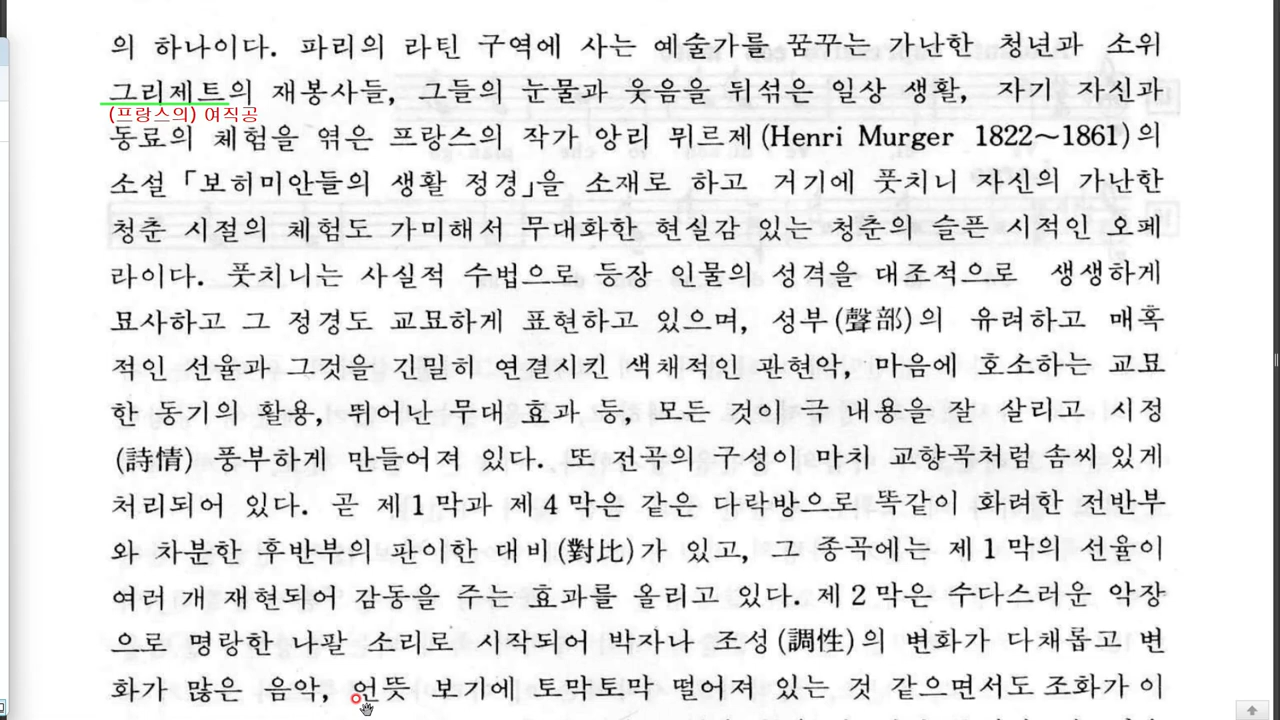 의 하나이다. 파리의 라틴 구역에 사는 예술가를 꿈꾸는 가난한 청년과 소위
그리제트의 재봉사들, 그들의 눈물과 웃음을 뒤섞은 일상 생활, 자기 자신과
(프랑스의) 여직공
동료의 체험을 엮은 프랑스의 작가 앙리 뮈르제(Henri Murger 1822~1861)의
소설「보히미안들의 생활 정경」을 소재로 하고 거기에 풋치니 자신의 가난한
청춘 시절의 체험도 가미해서 무대화한 현실감 있는 청춘의 슬픈 시적인 오페
라이다. 풋치니는 사실적 수법으로 등장 인물의 성격을 대조적으로 생생하게
묘사하고 그 정경도 교묘하게 표현하고 있으며, 성부(聲部)의 유려하고 매혹
적인 선율과 그것을 긴밀히 연결시킨 색채적인 관현악, 마음에 호소하는 교묘
한 동기의 활용, 뛰어난 무대 효과 등, 모든 것이 극 내용을 잘 살리고 시정
(詩情) 풍부하게 만들어져 있다. 또 전곡의 구성이 마치 교향곡처럼 솜씨 있게
처리되어 있다. 곧 제1막과 제4막은 같은 다락방으로 똑같이 화려한 전반부
와 차분한 후반부의 판이한 대비(對比)가 있고, 그 종곡에는 제1막의 선율이
여러 개 재현되어 감동을 주는 효과를 올리고 있다. 제2막은 수다스러운 악장
으로 명랑한 나팔 소리로 시작되어 박자나 조성(調性)의 변화가 다채롭고 변
화가 많은 음악, 언뜻 보기에 토막토막 떨어져 있는 것 같으면서도 조화가 이